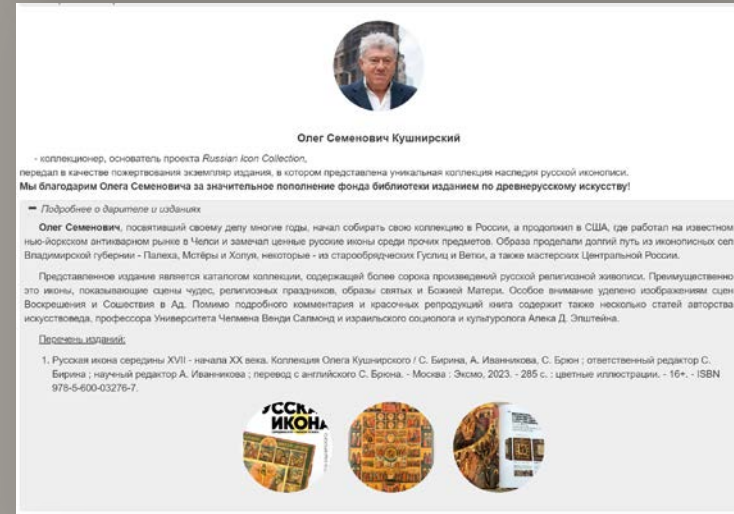 Олег Семенович Кушнирский
- коллекционер, основатель проекта Russian Icon Collection,
передал в качестве пожертвования экземпляр издания, в котором представлена уникальная коллекция наследия русской иконописи.
Мы благодарим Олега Семеновича за значительное пополнение фонда библиотеки изданием по древнерусскому искусству!
– Подробнее о дарителе и изданиях
Олег Семенович, посвятивший своему делу многие годы, начал собирать свою коллекцию в России, а продолжил в США, где работал на известном
нью-йоркском антикварном рынке в Челси и замечал ценные русские иконы среди прочих предметов. Образа проделали долгий путь из иконописных сел
Владимирской губернии - Палеха, Мстёры и Холуя, некоторые - из старообрядческих Гуслиц и Ветки, а также мастерских Центральной России.
Представленное издание является каталогом коллекции, содержащей более сорока произведений русской религиозной живописи. Преимущественно
это иконы, показывающие сцены чудес, религиозных праздников, образы святых и Божией Матери. Особое внимание уделено изображениям сцен
Воскрешения и Сошествия в Ад. Помимо подробного комментария и красочных репродукций книга содержит также несколько статей авторства
искусствоведа, профессора Университета Чепмена Венди Салмонд и израильского социолога и культуролога Алека Д. Эпштейна.
Перечень изданий:
1. Русская икона середины XVII - начала XX века. Коллекция Олега Кушнирского / С. Бирина, А. Иванникова, С. Брюн ; ответственный редактор С.
Бирина ; научный редактор А. Иванникова ; перевод с английского С. Брюна. - Москва : Эксмо, 2023. - 285 с. : цветные иллюстрации. - 16+. - ISBN
978-5-600-03276-7.
УССКА
ИКОНА